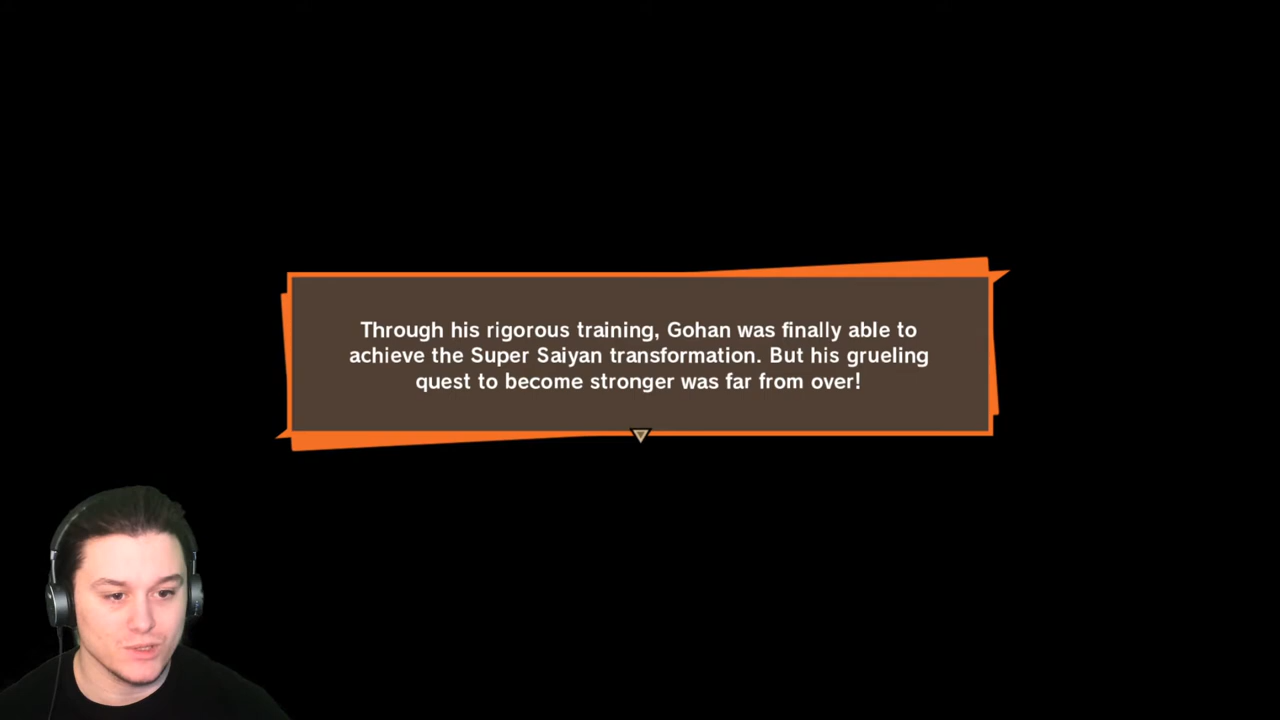 Through his rigorous training, Gohan was finally able to
achieve the Super Saiyan transformation. But his grueling
quest to become stronger was far from over!